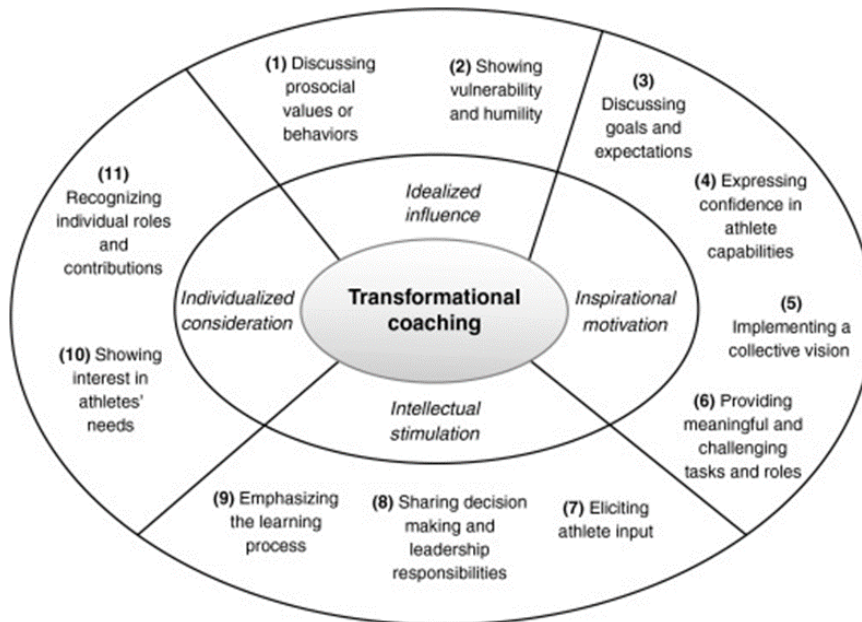 Transformational
coaching
Idealized
influence
(1) Discussing
prosocial
values or
behaviors
(2) Showing
vulnerability
and humility
Inspirational
motivation
(3)
Discussing
goals and
expectations
(4) Expressing
confidence in
athlete
capabilities
(5)
Implementing a
collective vision
(6) Providing
meaningful and
challenging
tasks and roles
Intellectual
stimulation
(7) Eliciting
athlete input
(8) Sharing decision
making and
leadership
responsibilities
(9) Emphasizing
the learning
process
Individualized
consideration
(10) Showing
interest in
athletes'
needs
(11)
Recognizing
individual roles
and
contributions